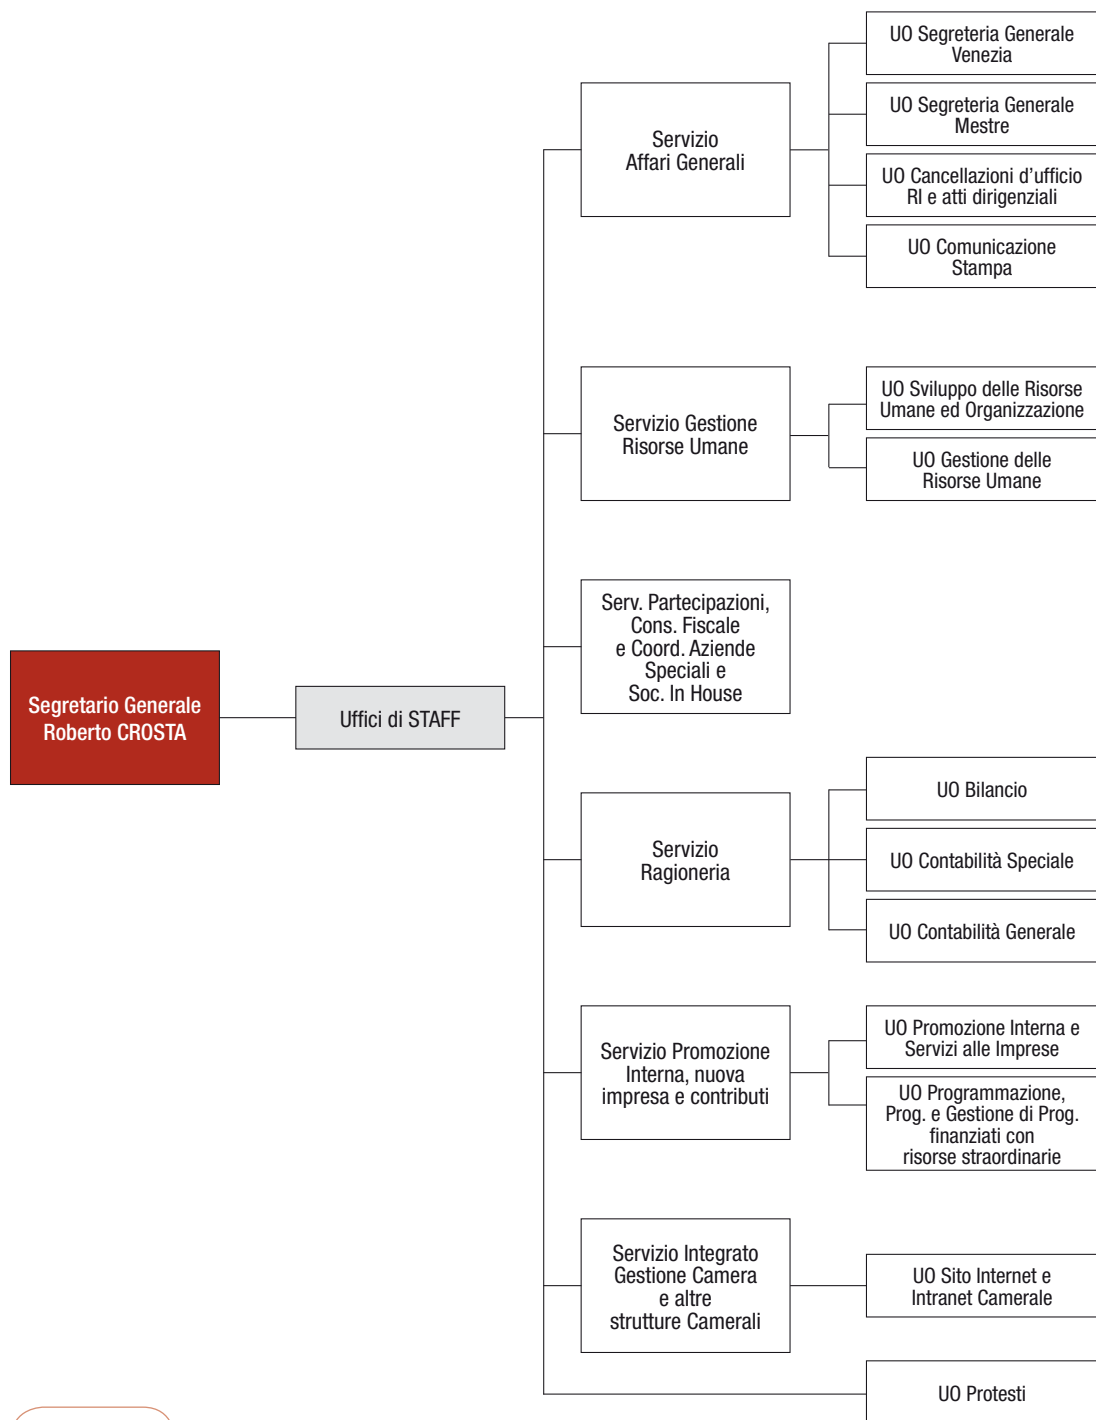 Segretario Generale
Roberto CROSTA
Uffici di STAFF
Servizio
Affari Generali
UO Segreteria Generale
Venezia
UO Segreteria Generale
Mestre
UO Cancellazioni d'ufficio
RI e atti dirigenziali
UO Comunicazione
Stampa
Servizio Gestione
Risorse Umane
UO Sviluppo delle Risorse
Umane ed Organizzazione
UO Gestione delle
Risorse Umane
Serv. Partecipazioni,
Cons. Fiscale
e Coord. Aziende
Speciali e
Soc. In House
Servizio
Ragioneria
UO Bilancio
UO Contabilità Speciale
UO Contabilità Generale
Servizio Promozione
Interna, nuova
impresa e contributi
UO Promozione Interna e
Servizi alle Imprese
UO Programmazione,
Prog. e Gestione di Prog.
finanziati con
risorse straordinarie
Servizio Integrato
Gestione Camera
e altre
strutture Camerali
UO Sito Internet e
Intranet Camerale
UO Protesti